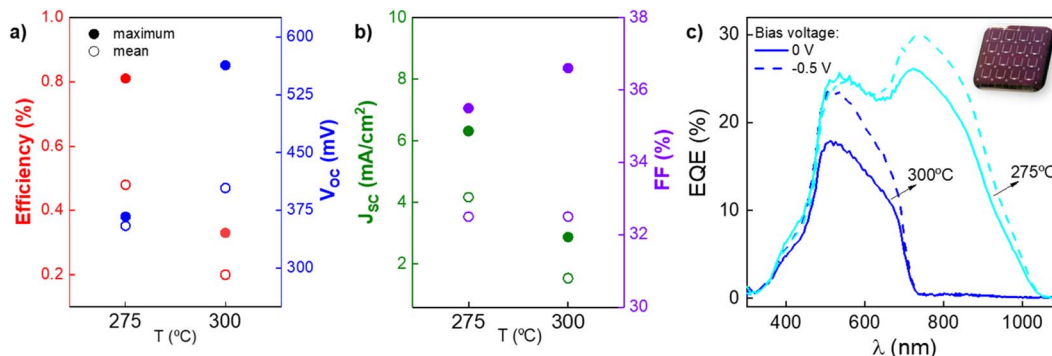 a)
maximum
mean
Efficiency (%)
1.0
0.8
0.6
0.4
0.2
275
300
T (ºC)
600
525
450
375
300
V_OC (mV)
b)
J_SC (mA/cm²)
10
8
6
4
2
275
300
T (ºC)
38
36
34
32
30
FF (%)
c)
Bias voltage:
0 V
-0.5 V
EQE (%)
30
20
10
0
300ºC
275ºC
400
600
800
1000
λ (nm)